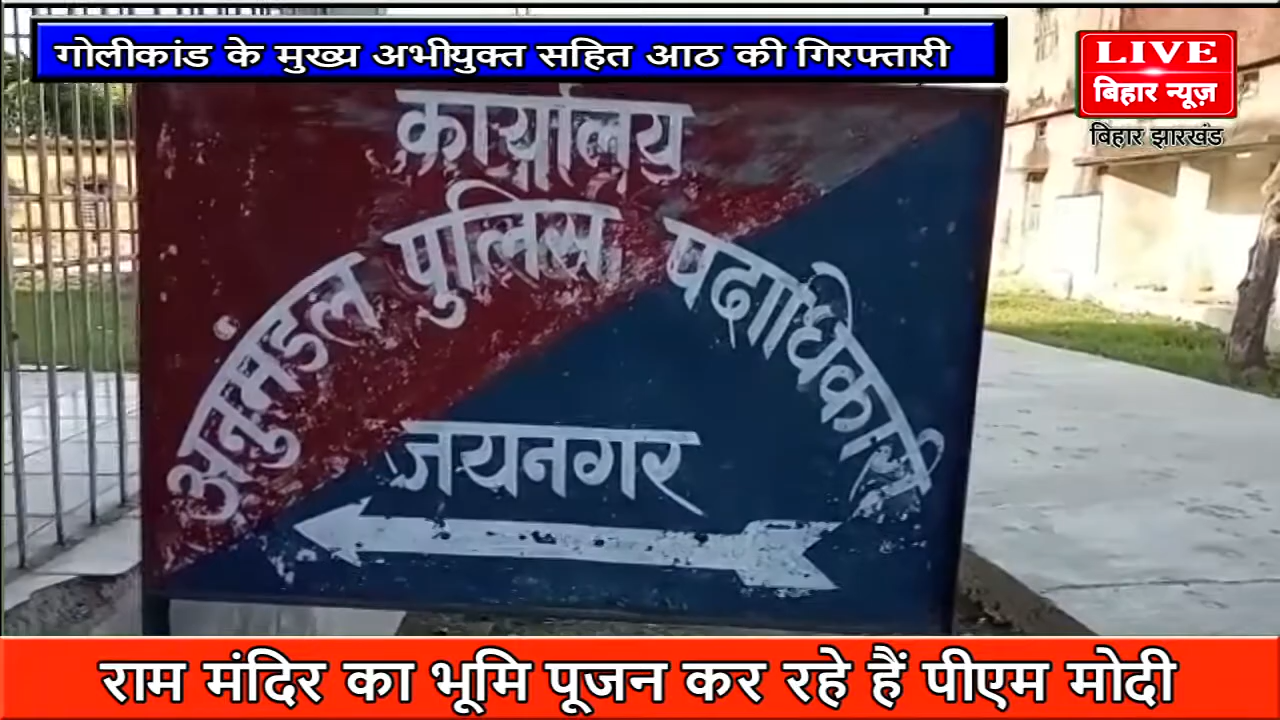 गोलीकांड के मुख्य अभीयुक्त सहित आठ की गिरफ्तारी
LIVE
बिहार न्यूज़
बिहार झारखंड
कार्यालय
अनुमंडल पुलिस पदाधिकारी
जयनगर
राम मंदिर का भूमि पूजन कर रहे हैं पीएम मोदी